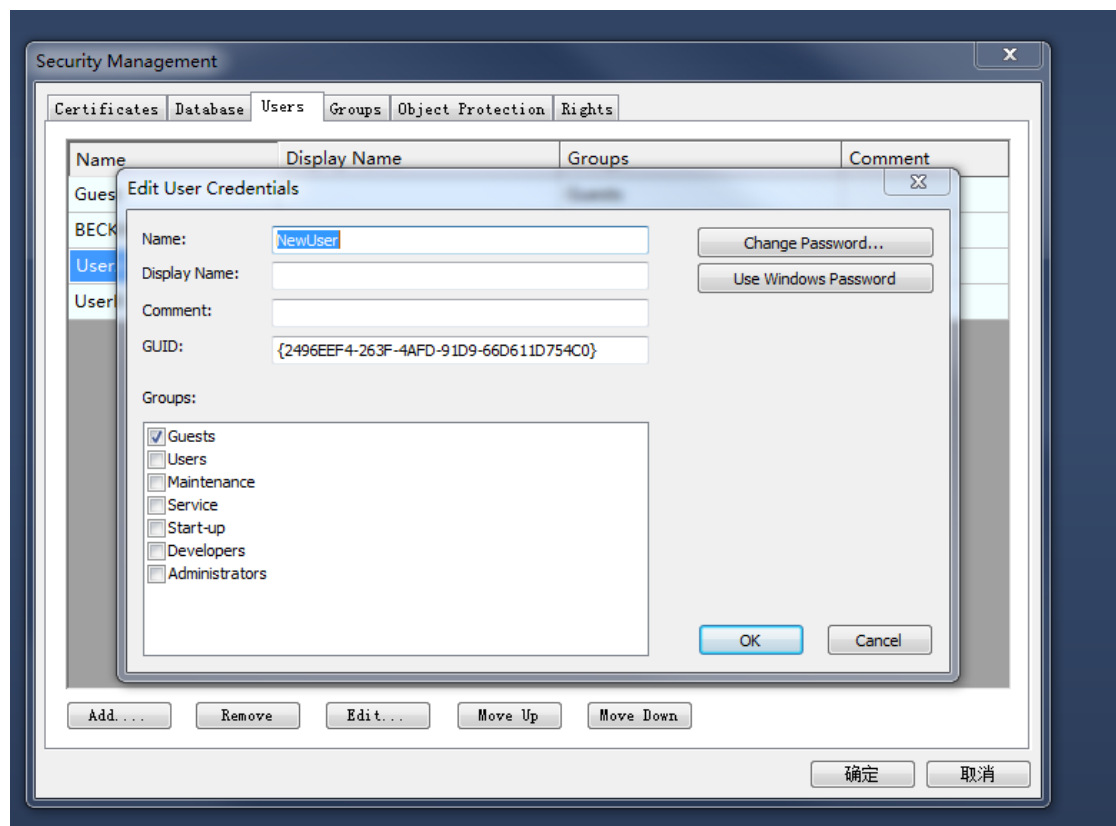 Security Management
Certificates Database Users Groups Object Protection Rights
Name Display Name Groups Comment
Edit User Credentials
Name: NewUser Change Password...
Display Name: Use Windows Password
Comment:
GUID: {2496EEF4-263F-4AFD-91D9-66D611D754C0}
Groups:
Guests
Users
Maintenance
Service
Start-up
Developers
Administrators
OK Cancel
Add.... Remove Edit... Move Up Move Down
确定 取消